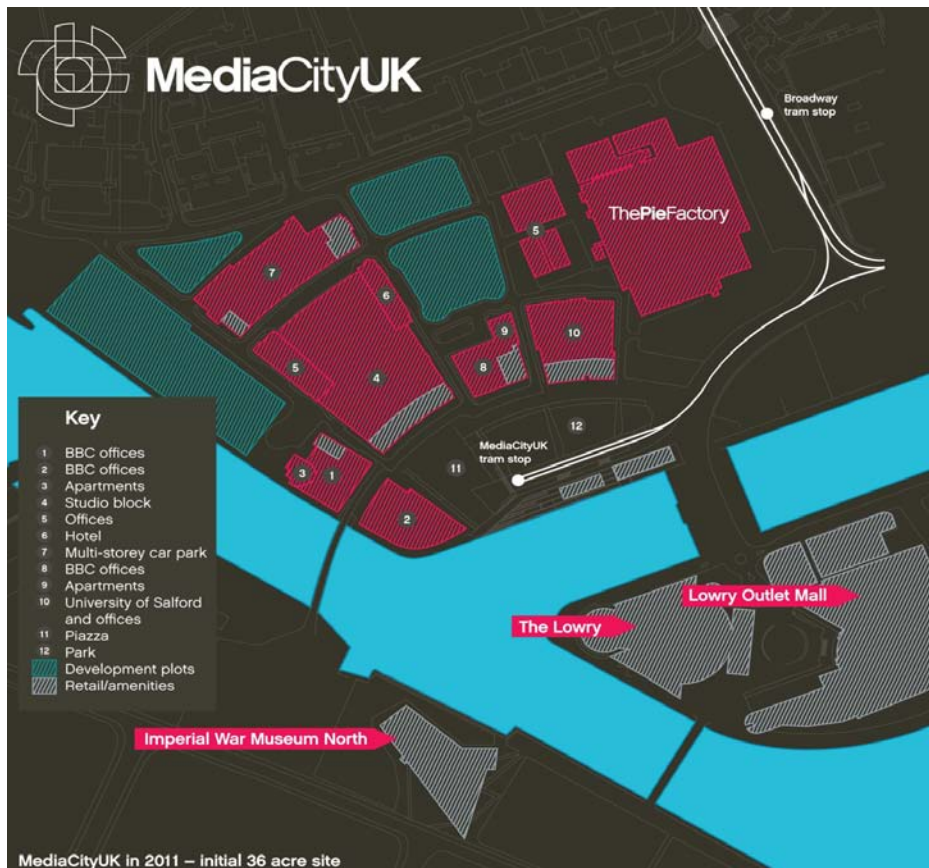 MediaCityUK
Broadway
tram stop
ThePieFactory
5
7
6
9
10
8
5
4
12
MediaCityUK
tram stop
11
3
1
2
Key
1 BBC offices
2 BBC offices
3 Apartments
4 Studio block
5 Offices
6 Hotel
7 Multi-storey car park
8 BBC offices
9 Apartments
10 University of Salford
and offices
11 Piazza
12 Park
Development plots
Retail/amenities
Lowry Outlet Mall
The Lowry
Imperial War Museum North
MediaCityUK in 2011 – initial 36 acre site